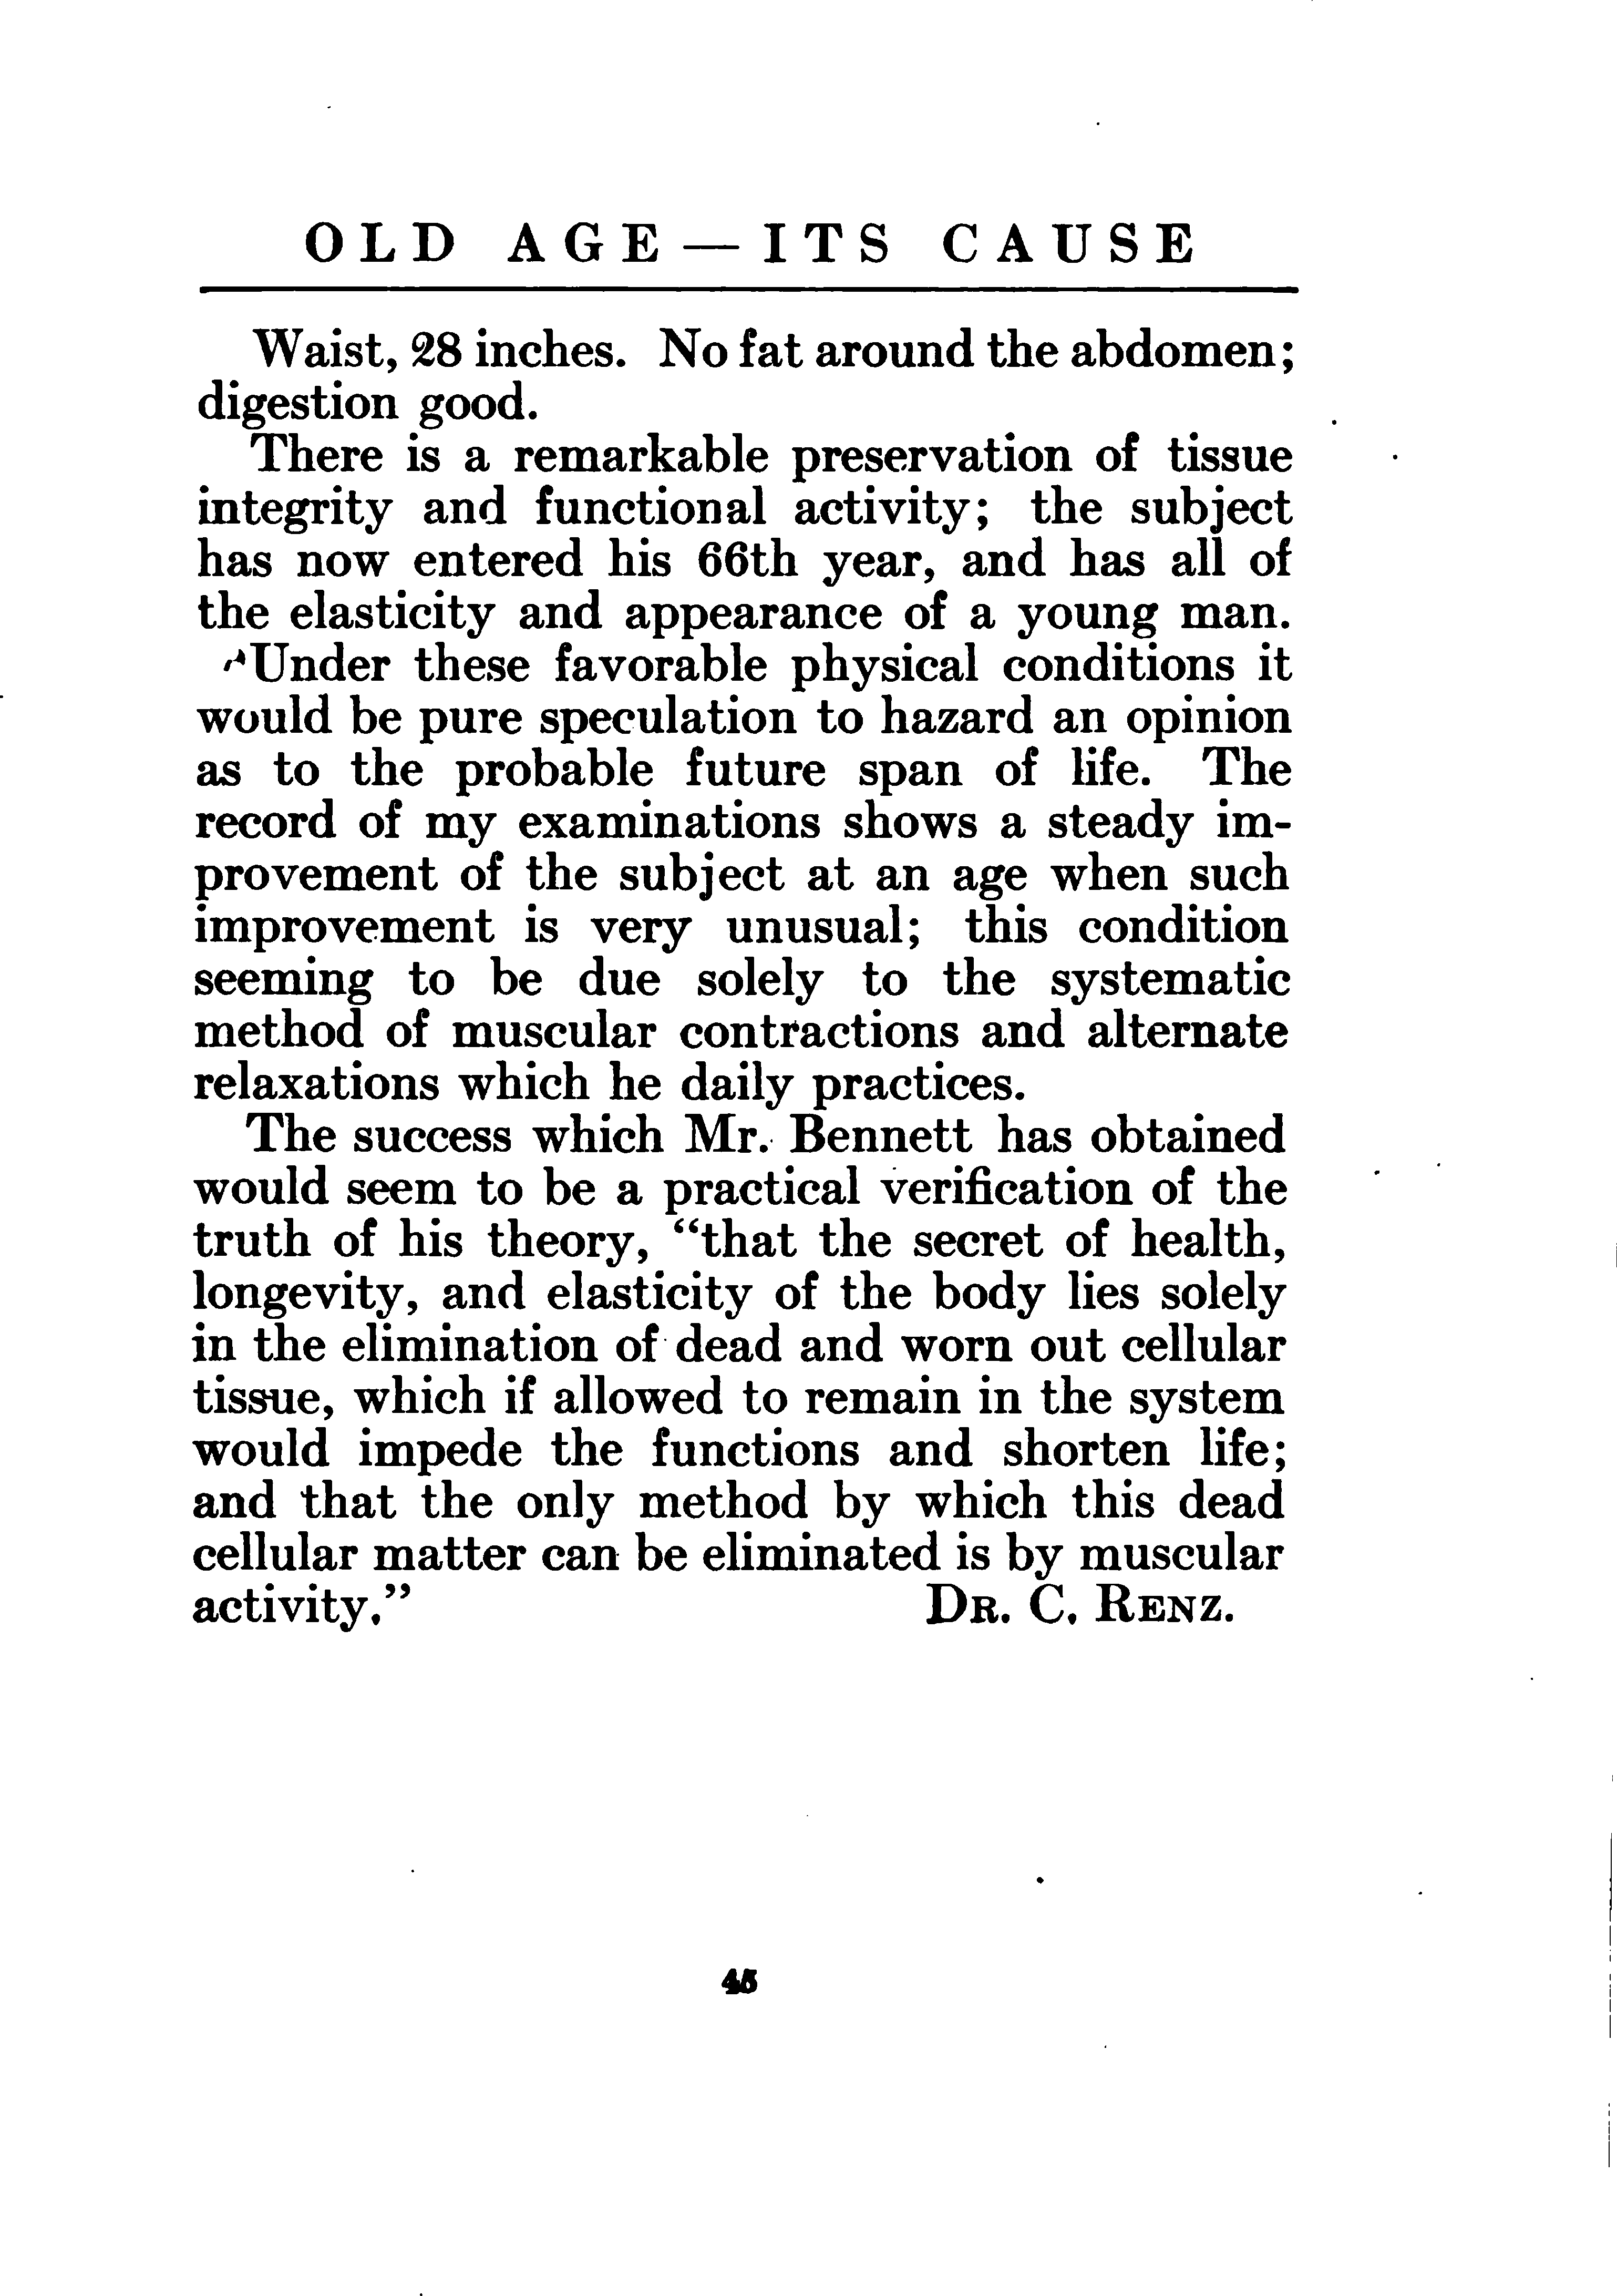 OLD AGE — ITS CAUSE
Waist, 28 inches. No fat around the abdomen;
digestion good.
There is a remarkable preservation of tissue
integrity and functional activity; the subject
has now entered his 66th year, and has all of
the elasticity and appearance of a young man.
Under these favorable physical conditions it
would be pure speculation to hazard an opinion
as to the probable future span of life. The
record of my examinations shows a steady im-
provement of the subject at an age when such
improvement is very unusual; this condition
seeming to be due solely to the systematic
method of muscular contractions and alternate
relaxations which he daily practices.
The success which Mr. Bennett has obtained
would seem to be a practical verification of the
truth of his theory, “that the secret of health,
longevity, and elasticity of the body lies solely
in the elimination of dead and worn out cellular
tissue, which if allowed to remain in the system
would impede the functions and shorten life;
and that the only method by which this dead
cellular matter can be eliminated is by muscular
activity.” DR. C. RENZ.
45